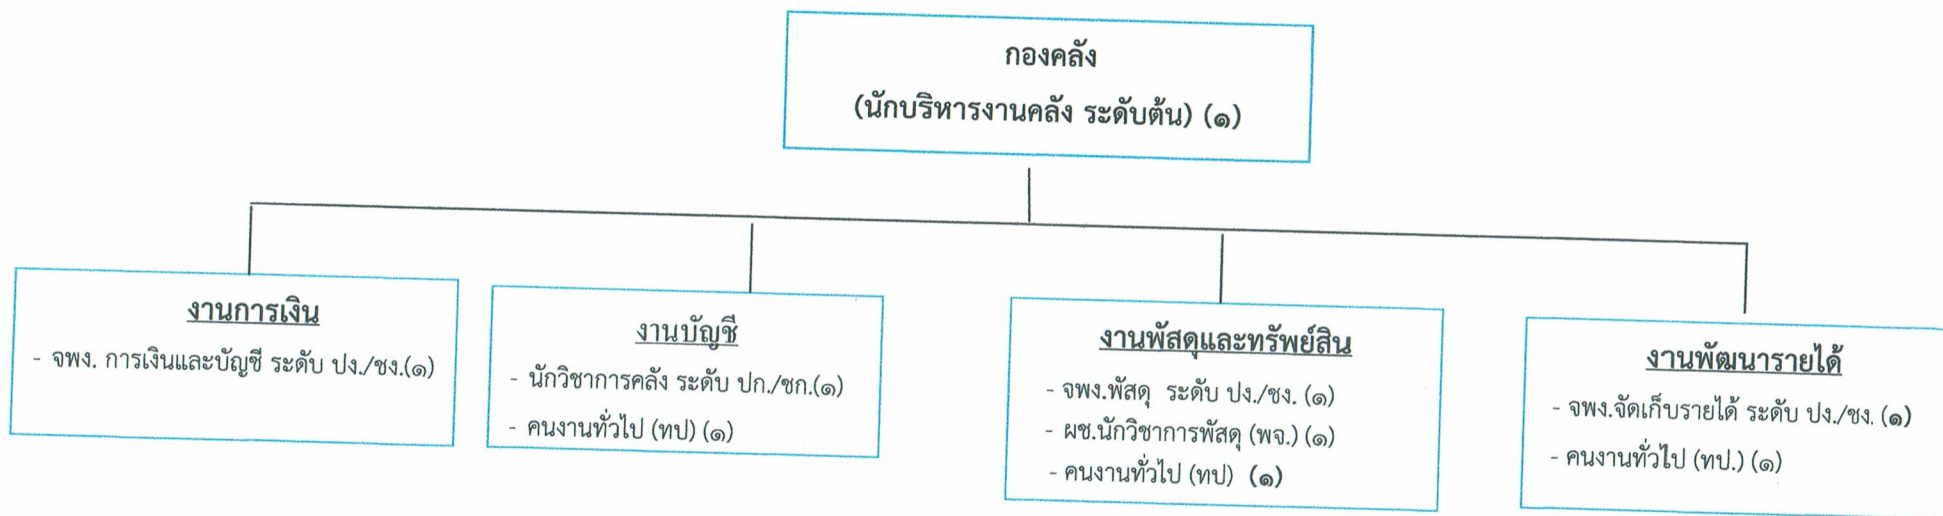 กองคลัง
(นักบริหารงานคลัง ระดับต้น) (๑)
งานการเงิน
- จพง. การเงินและบัญชี ระดับ ปง./ชง.(๑)
งานบัญชี
- นักวิชาการคลัง ระดับ ปก./ชก.(๑)
- คนงานทั่วไป (ทป) (๑)
งานพัสดุและทรัพย์สิน
- จพง.พัสดุ ระดับ ปง./ชง. (๑)
- ผช.นักวิชาการพัสดุ (พจ.) (๑)
- คนงานทั่วไป (ทป) (๑)
งานพัฒนารายได้
- จพง.จัดเก็บรายได้ ระดับ ปง./ชง. (๑)
- คนงานทั่วไป (ทป.) (๑)